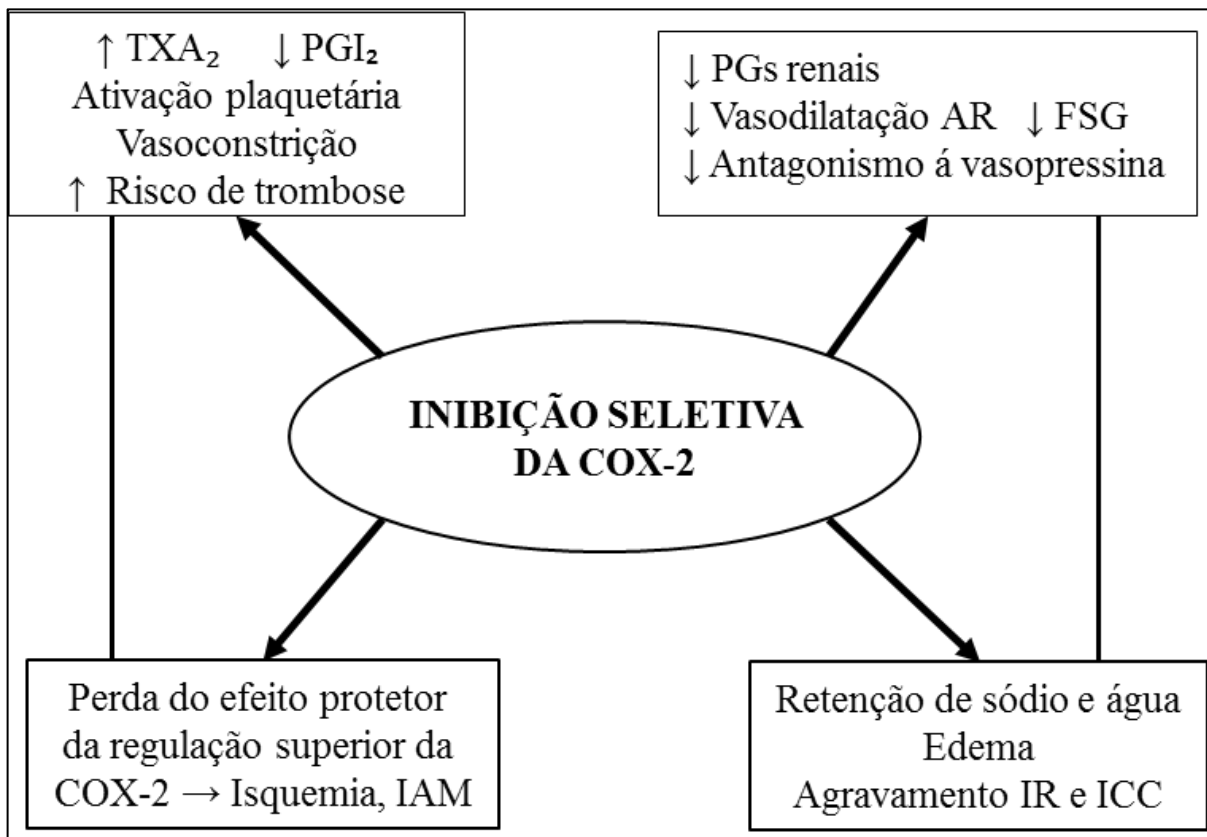 ↑ TXA₂ ↓ PGI₂
Ativação plaquetária
Vasoconstrição
↑ Risco de trombose
↓ PGs renais
↓ Vasodilatação AR ↓ FSG
↓ Antagonismo á vasopressina
INIBIÇÃO SELETIVA
DA COX-2
Perda do efeito protetor
da regulação superior da
COX-2 → Isquemia, IAM
Retenção de sódio e água
Edema
Agravamento IR e ICC